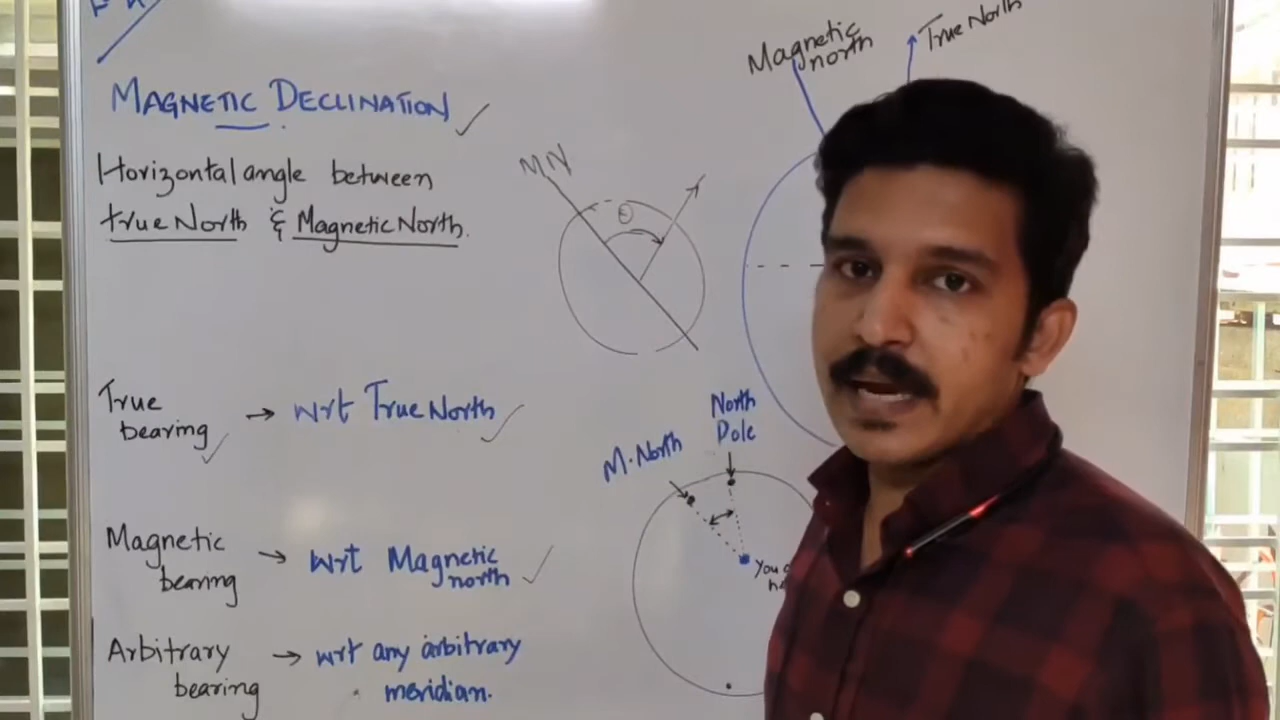 MAGNETIC DECLINATION
Horizontal angle between
true North & Magnetic North.
True
bearing → wrt True North
Magnetic
bearing → wrt Magnetic
north
Arbitrary
bearing → wrt any arbitrary
meridian.
MN
θ
Magnetic
north
True North
M. North
North
Pole
You